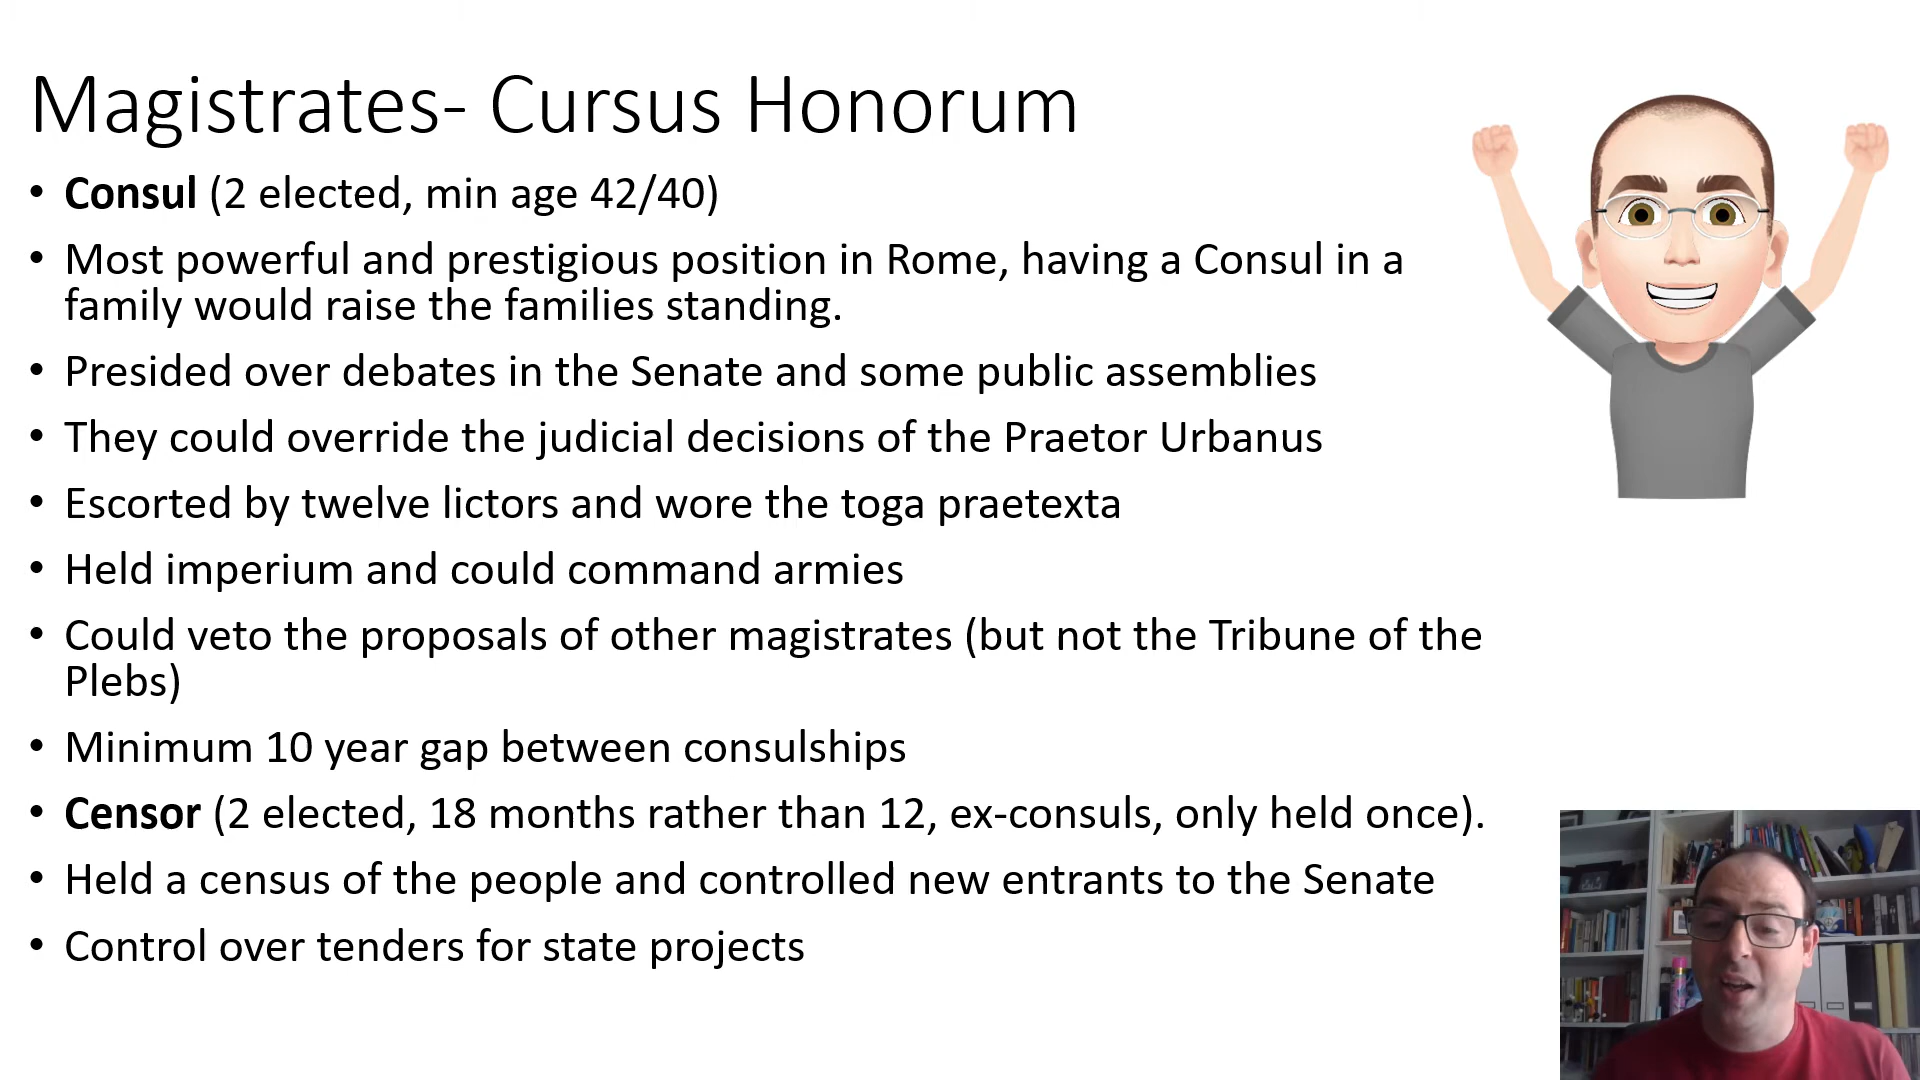 Magistrates- Cursus Honorum
• Consul (2 elected, min age 42/40)
• Most powerful and prestigious position in Rome, having a Consul in a
family would raise the families standing.
• Presided over debates in the Senate and some public assemblies
• They could override the judicial decisions of the Praetor Urbanus
• Escorted by twelve lictors and wore the toga praetexta
• Held imperium and could command armies
• Could veto the proposals of other magistrates (but not the Tribune of the
Plebs)
• Minimum 10 year gap between consulships
• Censor (2 elected, 18 months rather than 12, ex-consuls, only held once).
• Held a census of the people and controlled new entrants to the Senate
• Control over tenders for state projects